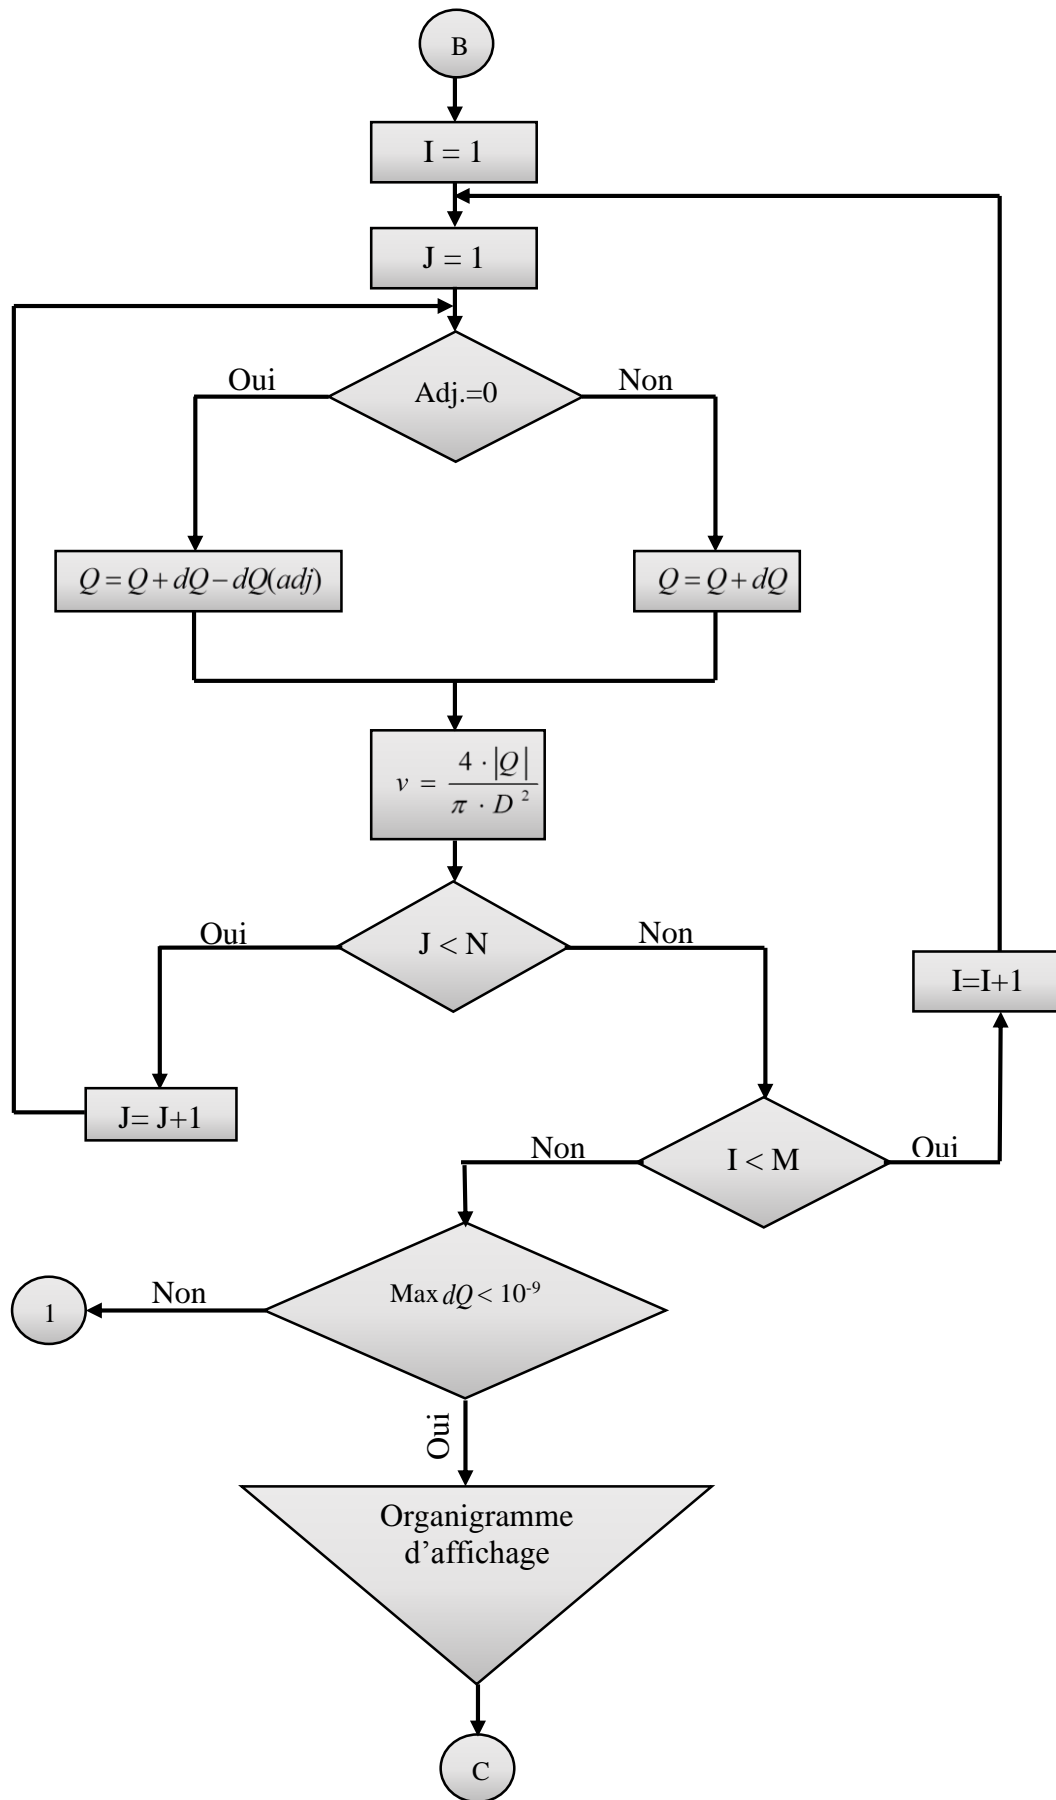 B
I = 1
J = 1
Oui
Adj.=0
Non
Q = Q + dQ − dQ(adj)
Q = Q + dQ
v = 4 · |Q| / π · D ²
Oui
J < N
Non
I=I+1
J= J+1
Non
I < M
Oui
1
Non
Max dQ < 10⁻⁹
Oui
Organigramme
d’affichage
C